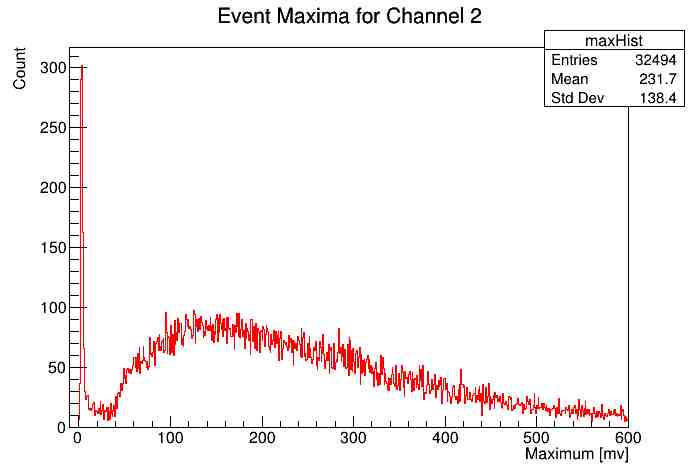 Event Maxima for Channel 2
maxHist
Entries 32494
Mean 231.7
Std Dev 138.4
Count
300
250
200
150
100
50
0
0 100 200 300 400 500 600
Maximum [mv]